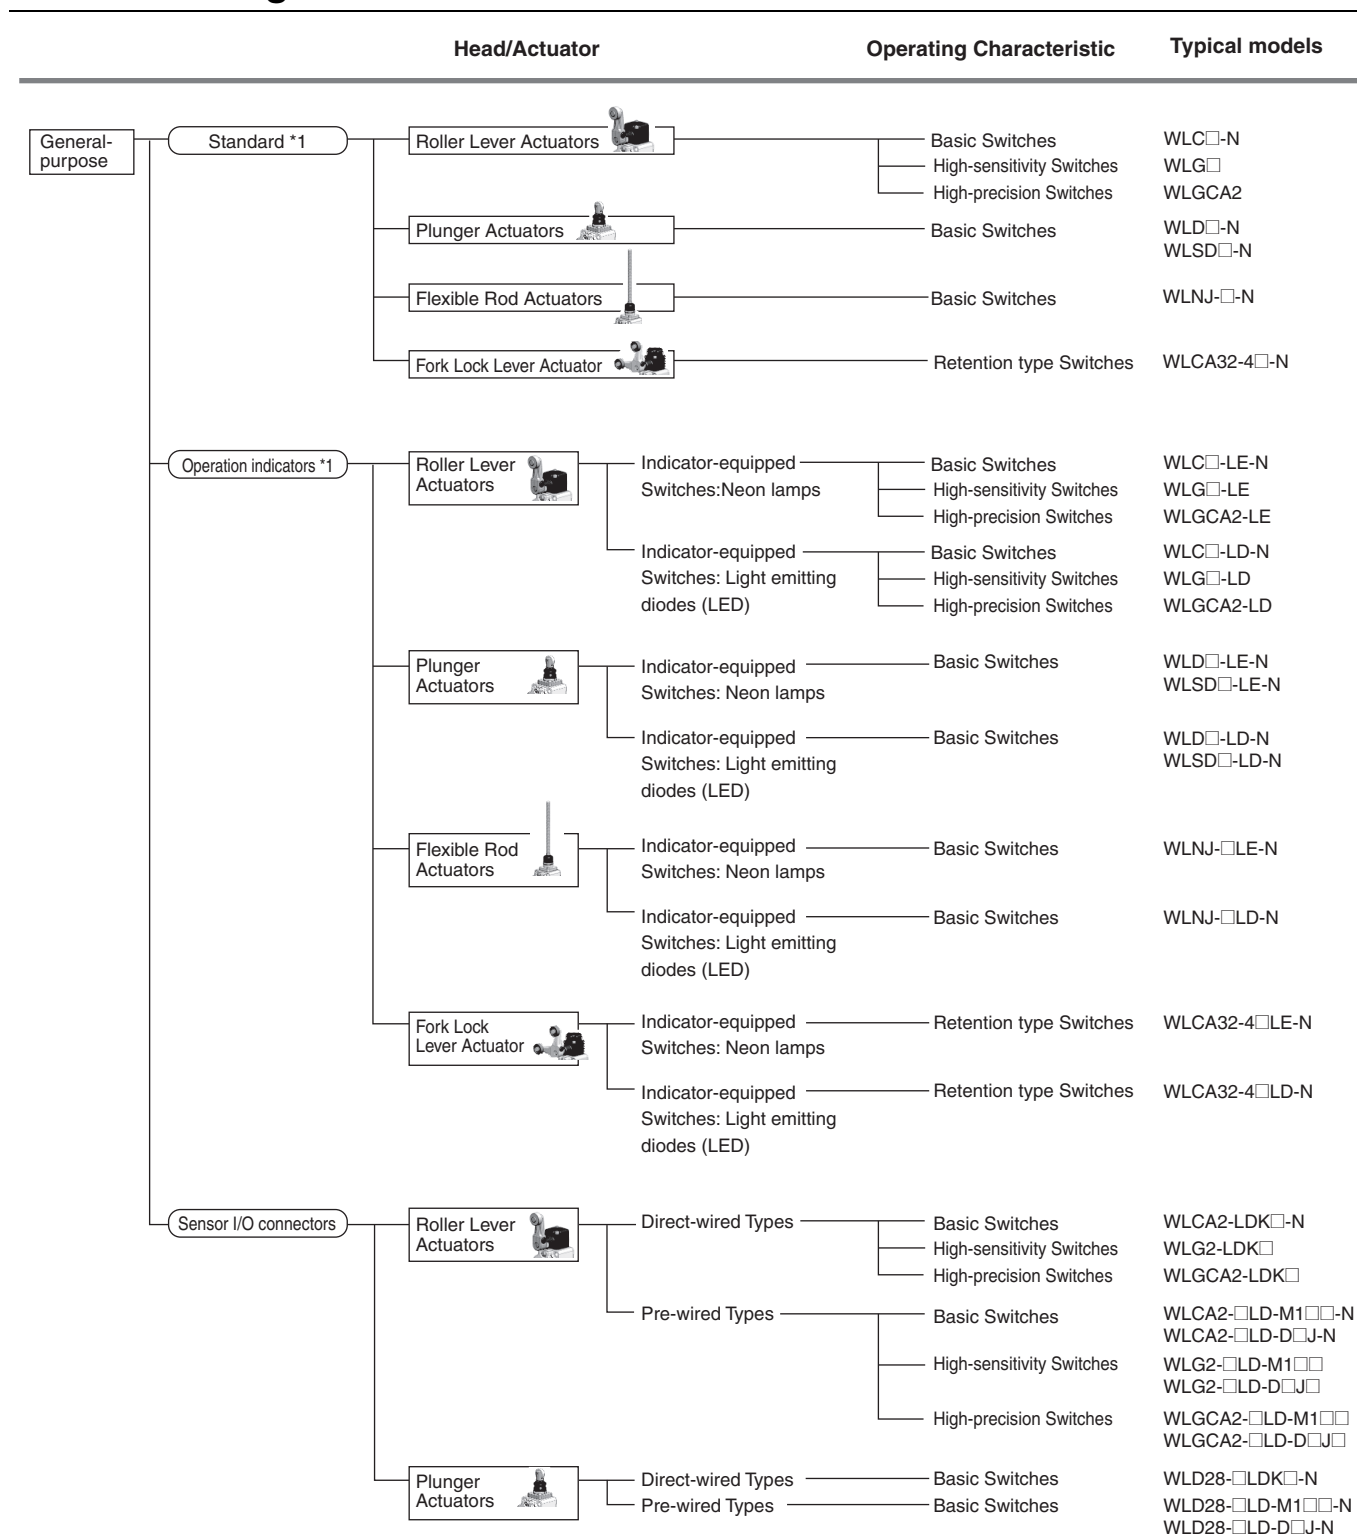 Head/Actuator Operating Characteristic Typical models
General-purpose
Standard *1
Roller Lever Actuators
Basic Switches WLC□-N
High-sensitivity Switches WLG□
High-precision Switches WLGCA2
Plunger Actuators
Basic Switches WLD□-N
WLSD□-N
Flexible Rod Actuators
Basic Switches WLNJ-□-N
Fork Lock Lever Actuator
Retention type Switches WLCA32-4□-N
Operation indicators *1
Roller Lever
Actuators
Indicator-equipped
Switches:Neon lamps
Basic Switches WLC□-LE-N
High-sensitivity Switches WLG□-LE
High-precision Switches WLGCA2-LE
Indicator-equipped
Switches: Light emitting
diodes (LED)
Basic Switches WLC□-LD-N
High-sensitivity Switches WLG□-LD
High-precision Switches WLGCA2-LD
Plunger
Actuators
Indicator-equipped
Switches: Neon lamps
Basic Switches WLD□-LE-N
WLSD□-LE-N
Indicator-equipped
Switches: Light emitting
diodes (LED)
Basic Switches WLD□-LD-N
WLSD□-LD-N
Flexible Rod
Actuators
Indicator-equipped
Switches: Neon lamps
Basic Switches WLNJ-□LE-N
Indicator-equipped
Switches: Light emitting
diodes (LED)
Basic Switches WLNJ-□LD-N
Fork Lock
Lever Actuator
Indicator-equipped
Switches: Neon lamps
Retention type Switches WLCA32-4□LE-N
Indicator-equipped
Switches: Light emitting
diodes (LED)
Retention type Switches WLCA32-4□LD-N
Sensor I/O connectors
Roller Lever
Actuators
Direct-wired Types
Basic Switches WLCA2-LDK□-N
High-sensitivity Switches WLG2-LDK□
High-precision Switches WLGCA2-LDK□
Pre-wired Types
Basic Switches WLCA2-□LD-M1□□-N
WLCA2-□LD-D□J-N
High-sensitivity Switches WLG2-□LD-M1□□
WLG2-□LD-D□J□
High-precision Switches WLGCA2-□LD-M1□□
WLGCA2-□LD-D□J□
Plunger
Actuators
Direct-wired Types
Basic Switches WLD28-□LDK□-N
Pre-wired Types
Basic Switches WLD28-□LD-M1□□-N
WLD28-□LD-D□J-N